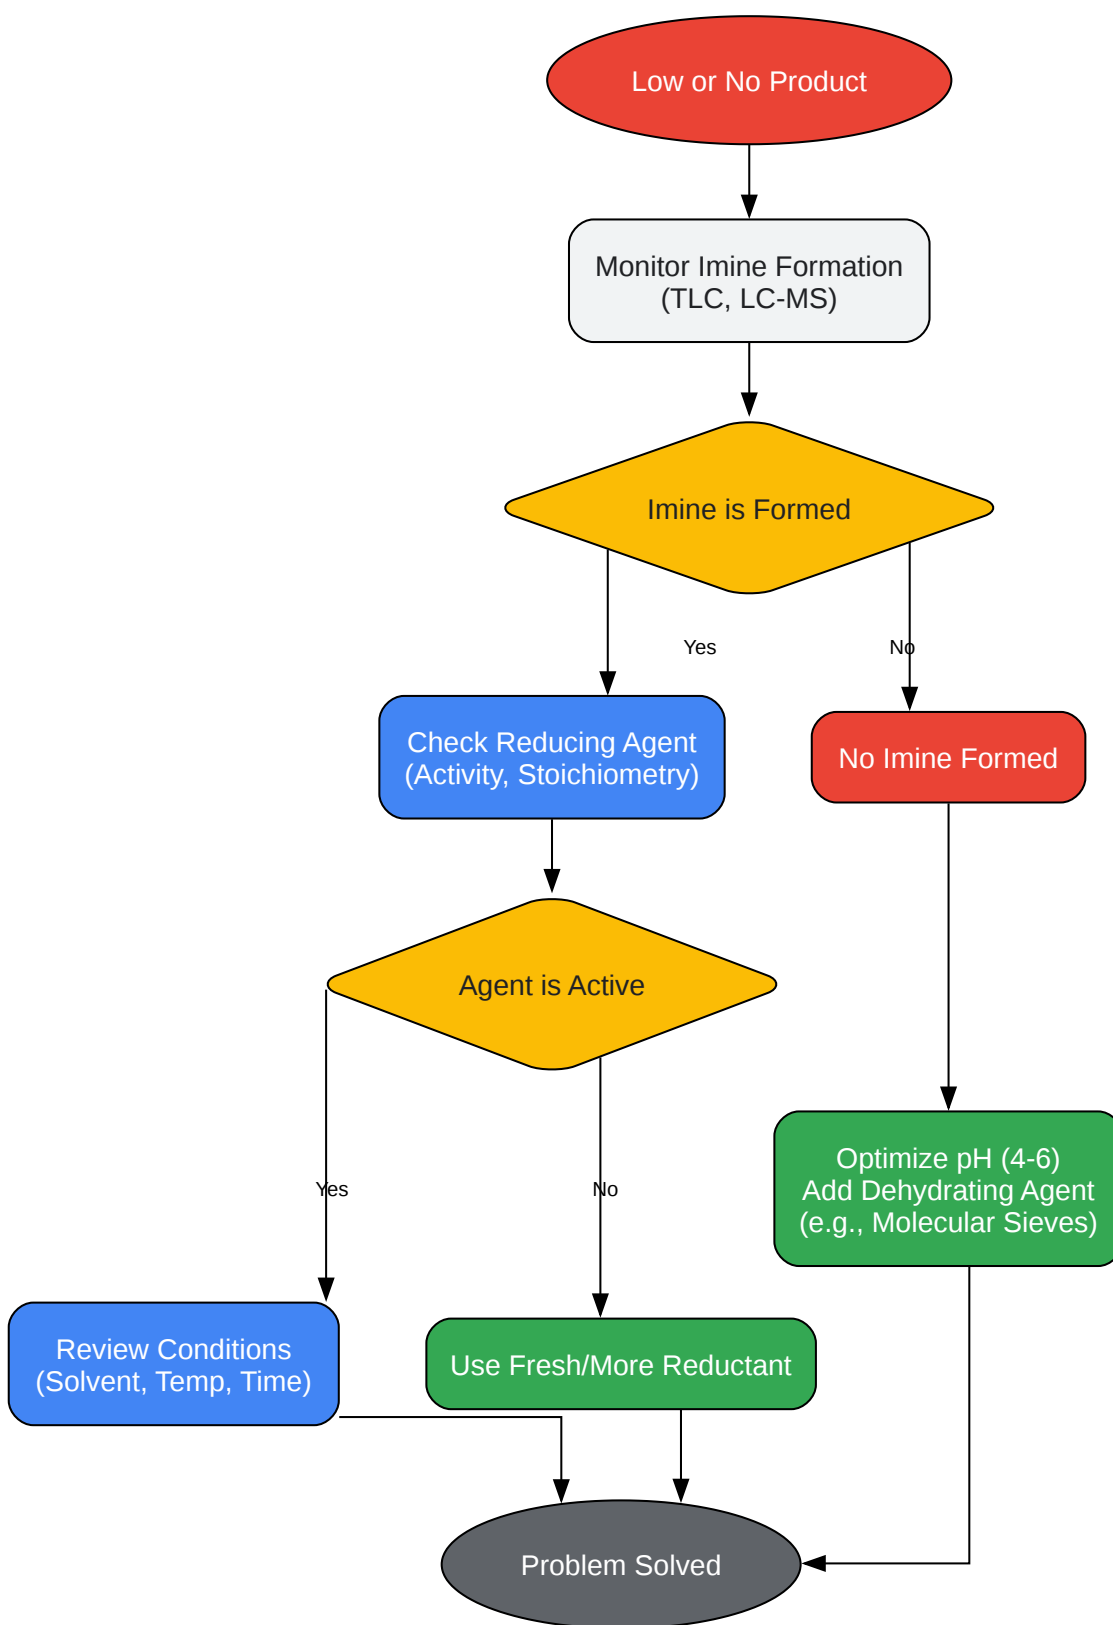 Low or No Product
Monitor Imine Formation
(TLC, LC-MS)
Imine is Formed
Yes
No
Check Reducing Agent
(Activity, Stoichiometry)
No Imine Formed
Agent is Active
Optimize pH (4-6)
Add Dehydrating Agent
(e.g., Molecular Sieves)
Yes
No
Review Conditions
(Solvent, Temp, Time)
Use Fresh/More Reductant
Problem Solved